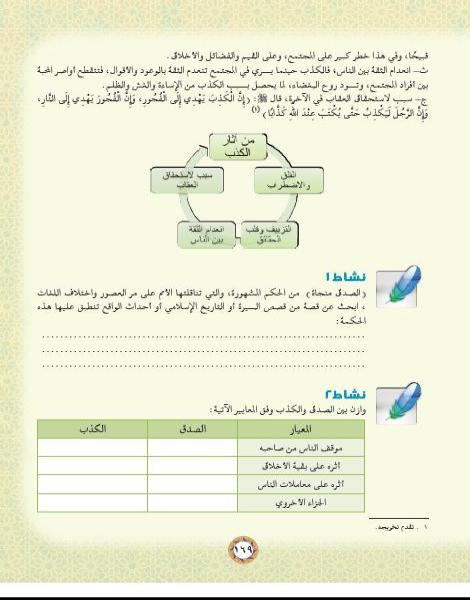 قبيحًا، وفي هذا خطر كبير على المجتمع، وعلى القيم والفضائل والأخلاق.
ث– انعدام الثقة بين الناس، فالكذب حينما يسري في المجتمع تنعدم الثقة بالوعود والأقوال، فتتقطع أواصر المحبة
بين أفراد المجتمع، وتسود روح البغضاء، لما يحصل بسبب الكذب من الإساءة والغش والظلم.
ج– سبب لاستحقاق العقاب في الآخرة، قال ﷺ: (إِنَّ الْكَذِبَ يَهْدِي إِلَى الْفُجُورِ، وَإِنَّ الْفُجُورَ يَهْدِي إِلَى النَّارِ،
وَإِنَّ الرَّجُلَ لَيَكْذِبُ حَتَّى يُكْتَبَ عِنْدَ اللَّهِ كَذَّابًا) (١)
من آثار
الكذب
القلق
والاضطراب
سبب لاستحقاق
العقاب
التزييف وقلب
الحقائق
انعدام الثقة
بين الناس
نشاط١
(الصدق منجاة) من الحكم المشهورة، والتي تناقلتها الأمم على مر العصور واختلاف اللغات
، ابحث عن قصة من قصص السيرة أو التاريخ الإسلامي أو أحداث الواقع تنطبق عليها هذه
الحكمة:
نشاط٢
وازن بين الصدق والكذب وفق المعايير الآتية:
المعيار الصدق الكذب
موقف الناس من صاحبه
أثره على بقية الأخلاق
أثره على معاملات الناس
الجزاء الأخروي
١ . تقدم تخريجه.
١٦٩